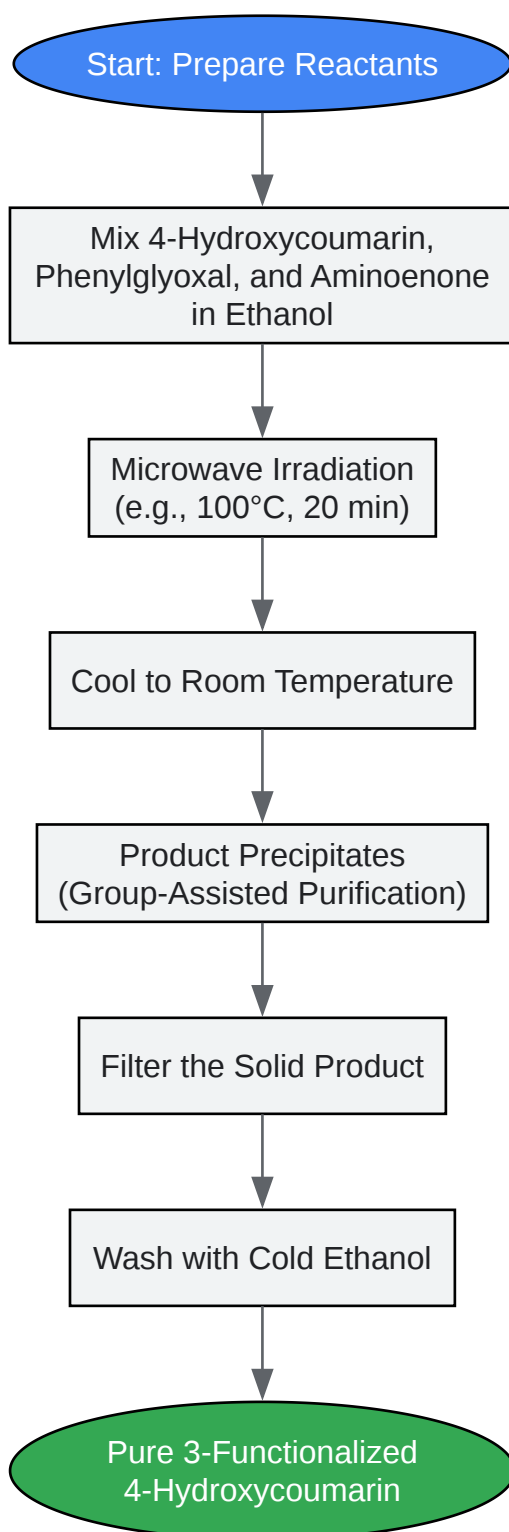 Start: Prepare Reactants
Mix 4-Hydroxycoumarin,
Phenylglyoxal, and Aminoenone
in Ethanol
Microwave Irradiation
(e.g., 100°C, 20 min)
Cool to Room Temperature
Product Precipitates
(Group-Assisted Purification)
Filter the Solid Product
Wash with Cold Ethanol
Pure 3-Functionalized
4-Hydroxycoumarin